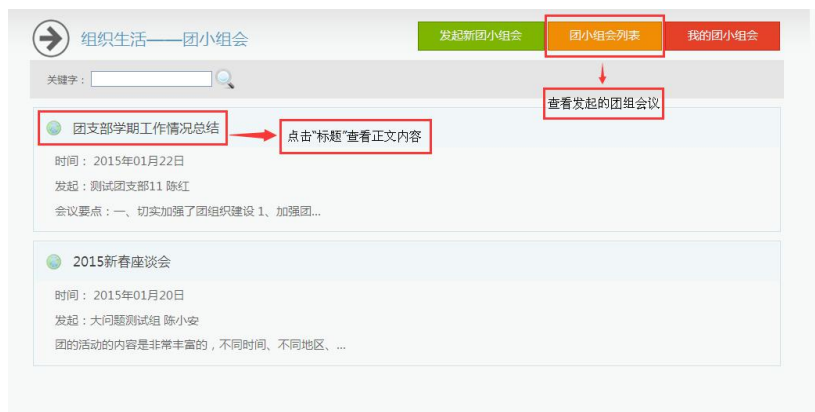 组织生活——团小组会
发起新团小组会
团小组会列表
我的团小组会
关键字：
查看发起的团组会议
团支部学期工作情况总结
点击"标题"查看正文内容
时间： 2015年01月22日
发起：测试团支部11 陈红
会议要点：一、切实加强了团组织建设 1、加强团...
2015新春座谈会
时间： 2015年01月20日
发起：大问题测试组 陈小安
团的活动的内容是非常丰富的，不同时间、不同地区、...